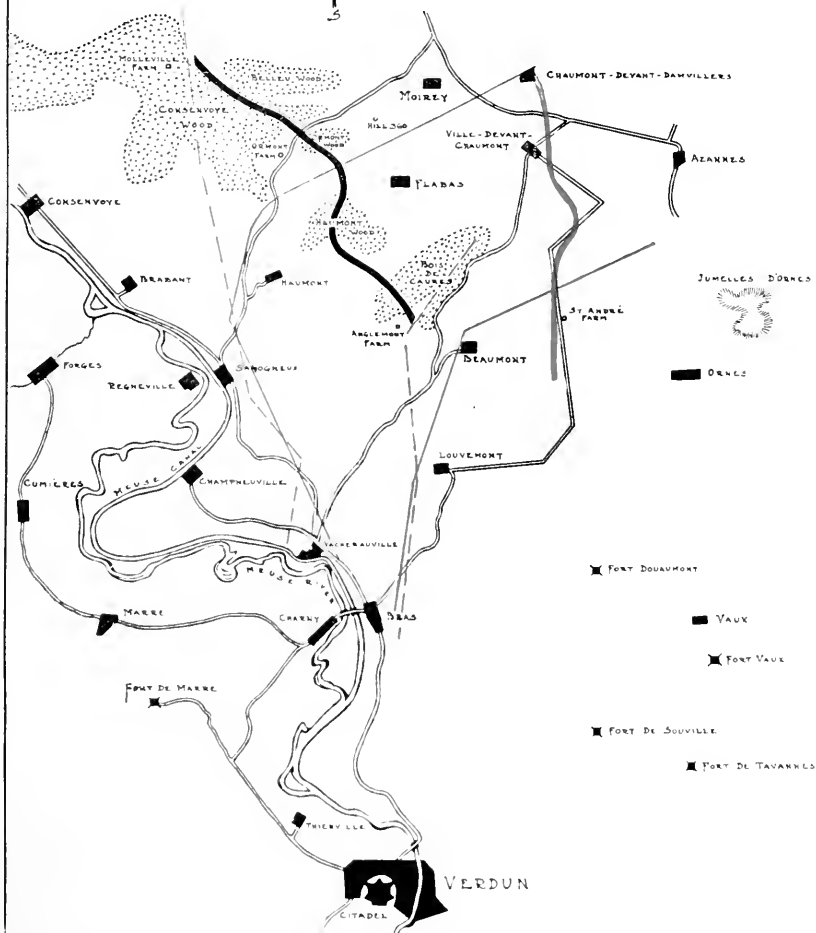 S
MOLLEVILLE
FARM
BELLEU WOOD
CONSENVOYE
WOOD
MOIREY
CHAUMONT-DEVANT-DAMVILLERS
HILL 360
ORMONT
FARM
EMONT
WOOD
VILLE-DEVANT-
CHAUMONT
AZANNES
FLABAS
CONSENVOYE
HAUMONT
WOOD
BOIS
DE
CAURES
BRABANT
HAUMONT
JUMELLES D'ORNES
ST ANDRÉ
FARM
ANGLEMONT
FARM
BEAUMONT
FORGES
REGNEVILLE
SAMOGNEUX
ORNES
LOUVEMONT
MEUSE CANAL
CHAMPNEUVILLE
CUMIÈRES
VACHERAUVILLE
MEUSE RIVER
FORT DOUAUMONT
MARRE
CHARNY
BRAS
VAUX
FORT VAUX
FORT DE MARRE
FORT DE SOUVILLE
FORT DE TAVANNES
THIERVILLE
VERDUN
CITADEL